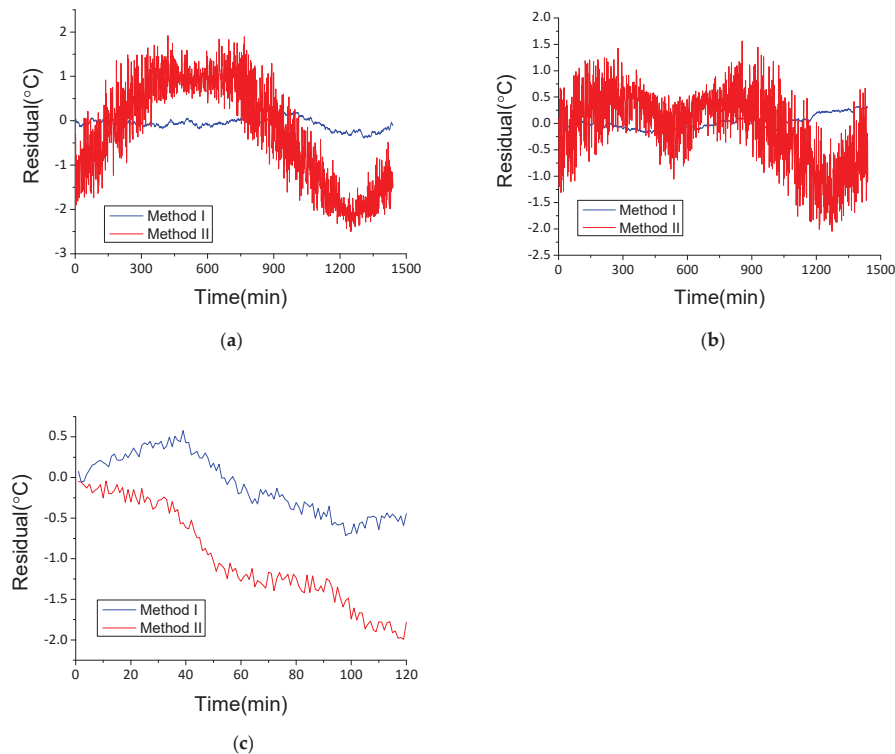 2
1
0
-1
-2
-3
Residual(°C)
Method I
Method II
0 300 600 900 1200 1500
Time(min)
(a)
2.0
1.5
1.0
0.5
0.0
-0.5
-1.0
-1.5
-2.0
-2.5
Residual(°C)
Method I
Method II
0 300 600 900 1200 1500
Time(min)
(b)
0.5
0.0
-0.5
-1.0
-1.5
-2.0
Residual(°C)
Method I
Method II
0 20 40 60 80 100 120
Time(min)
(c)